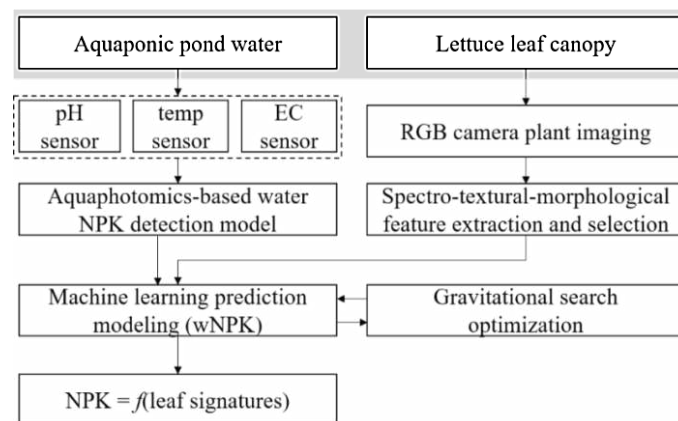 Aquaponic pond water
Lettuce leaf canopy
pH
sensor
temp
sensor
EC
sensor
RGB camera plant imaging
Aquaphotomics-based water
NPK detection model
Spectro-textural-morphological
feature extraction and selection
Machine learning prediction
modeling (wNPK)
Gravitational search
optimization
NPK = f(leaf signatures)